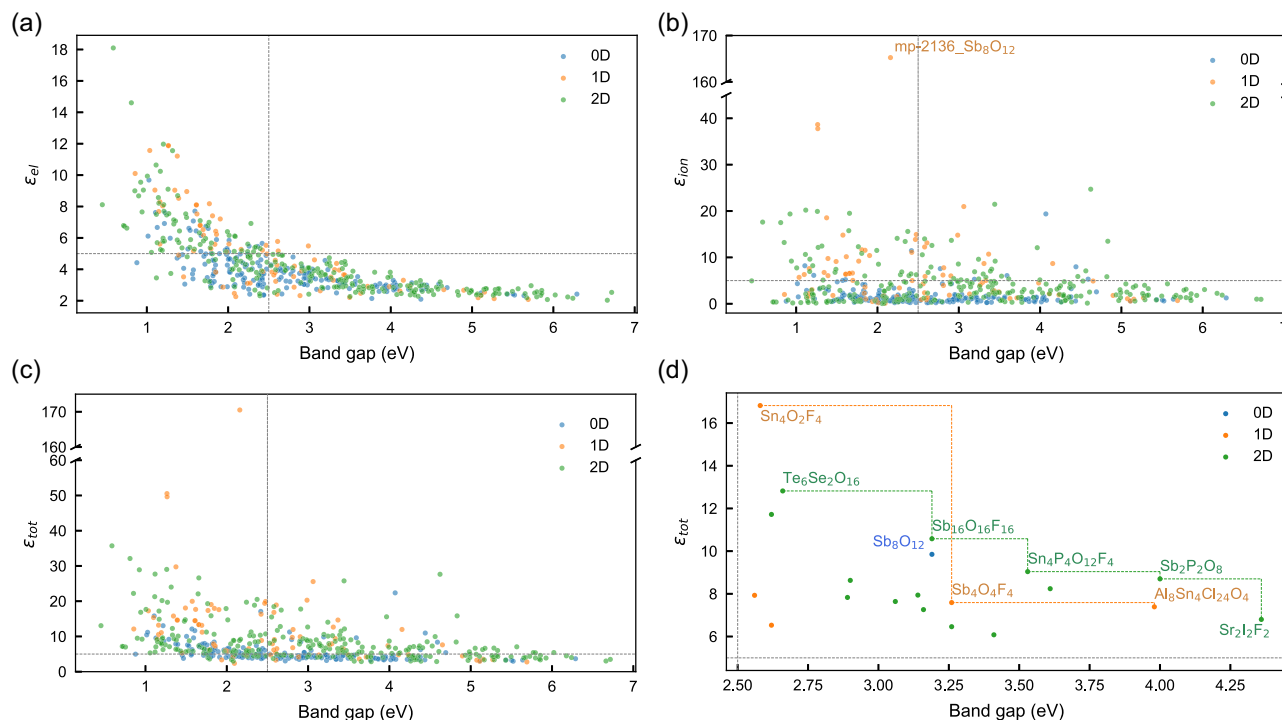 (a)
18
16
14
12
10
8
6
4
2
ε_el
0D
1D
2D
1
2
3
4
5
6
7
Band gap (eV)
(b)
170
160
40
30
20
10
0
ε_ion
mp-2136_Sb₈O₁₂
0D
1D
2D
1
2
3
4
5
6
7
Band gap (eV)
(c)
170
160
60
50
40
30
20
10
0
ε_tot
0D
1D
2D
1
2
3
4
5
6
7
Band gap (eV)
(d)
16
14
12
10
8
6
ε_tot
0D
1D
2D
Sn₄O₂F₄
Te₆Se₂O₁₆
Sb₁₆O₁₆F₁₆
Sb₈O₁₂
Sn₄P₄O₁₂F₄
Sb₂P₂O₈
Sb₄O₄F₄
Al₈Sn₄Cl₂₄O₄
Sr₂I₂F₂
2.50
2.75
3.00
3.25
3.50
3.75
4.00
4.25
Band gap (eV)